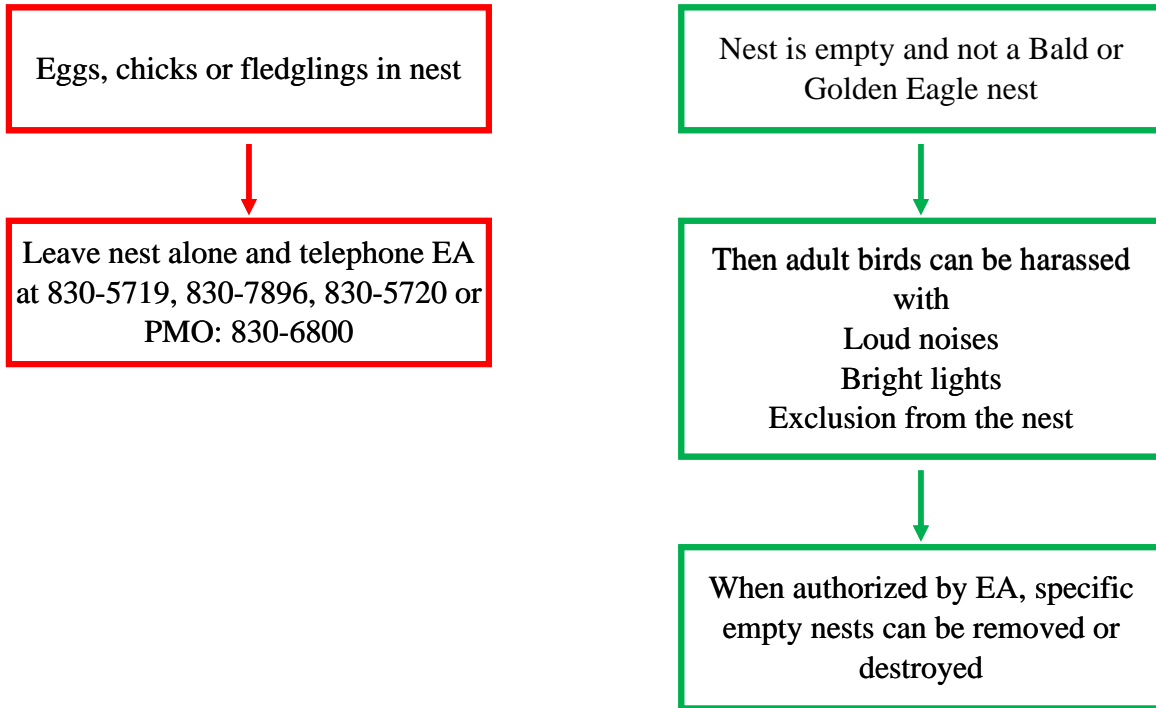 Eggs, chicks or fledglings in nest
Leave nest alone and telephone EA
at 830-5719, 830-7896, 830-5720 or
PMO: 830-6800
Nest is empty and not a Bald or
Golden Eagle nest
Then adult birds can be harassed
with
Loud noises
Bright lights
Exclusion from the nest
When authorized by EA, specific
empty nests can be removed or
destroyed